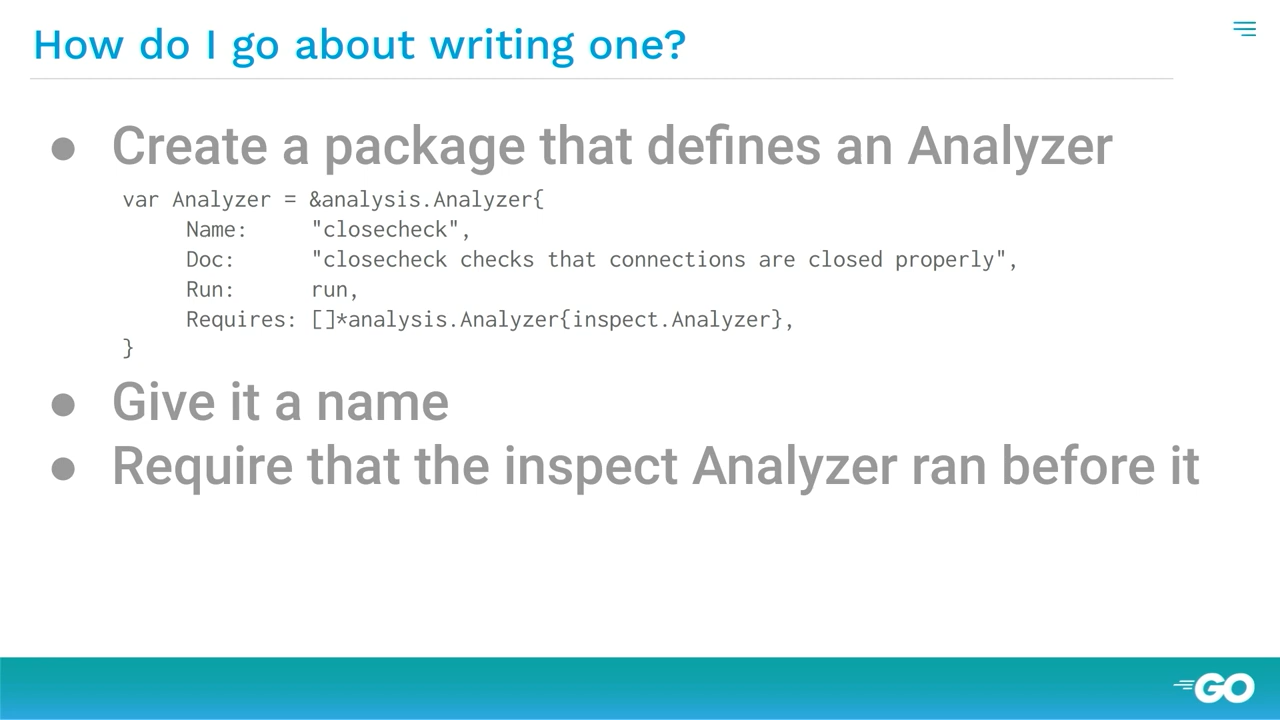 How do I go about writing one?
● Create a package that defines an Analyzer
var Analyzer = &analysis.Analyzer{
     Name:     "closecheck",
     Doc:      "closecheck checks that connections are closed properly",
     Run:      run,
     Requires: []*analysis.Analyzer{inspect.Analyzer},
}
● Give it a name
● Require that the inspect Analyzer ran before it
GO